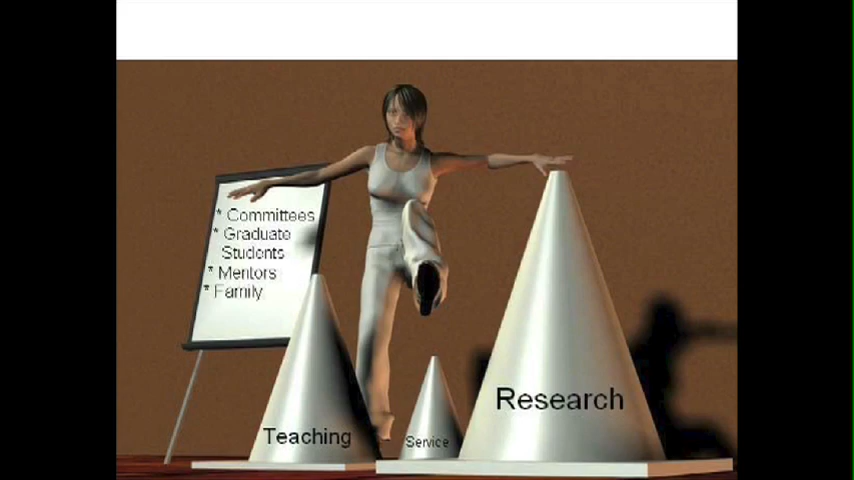 * Committees
* Graduate
Students
* Mentors
* Family
Teaching
Service
Research